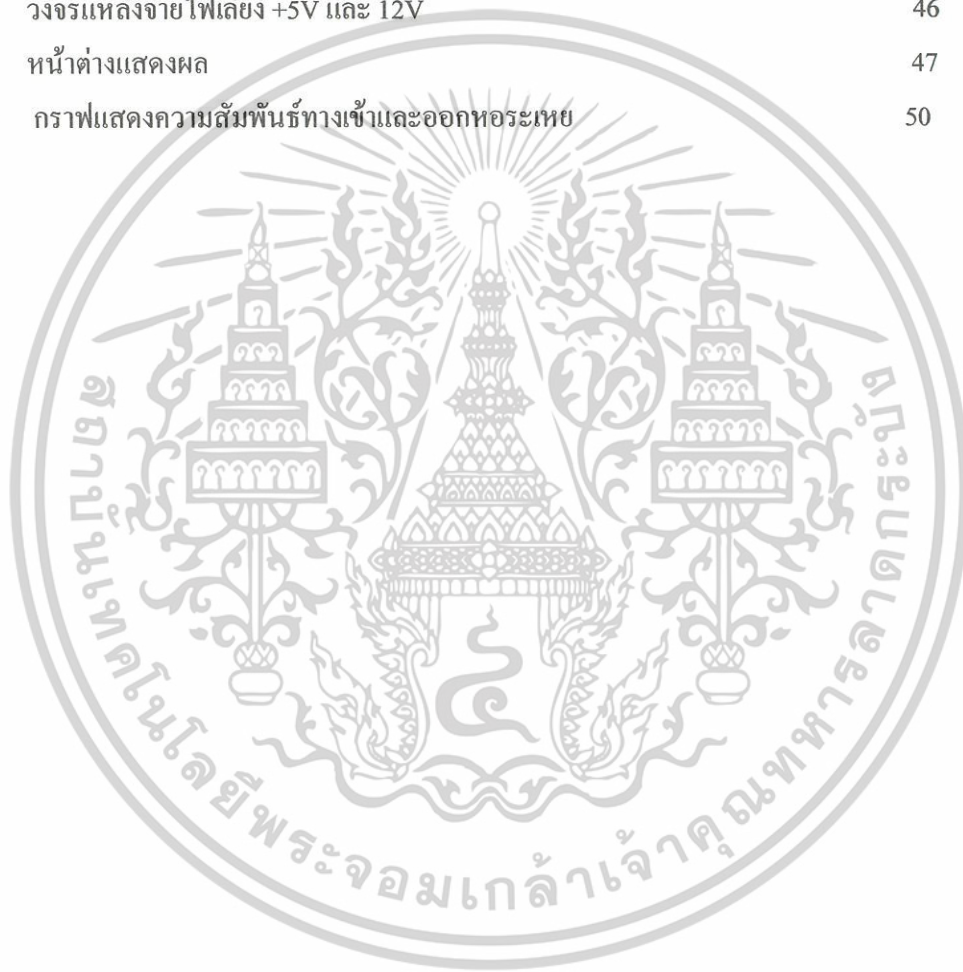 วงจรแหล่งจ่ายไฟเลี้ยง +5V และ 12V 46
หน้าต่างแสดงผล 47
กราฟแสดงความสัมพันธ์ทางเข้าและออกหอระเหย 50
สถาบันเทคโนโลยีพระจอมเกล้าเจ้าคุณทหารลาดกระบัง